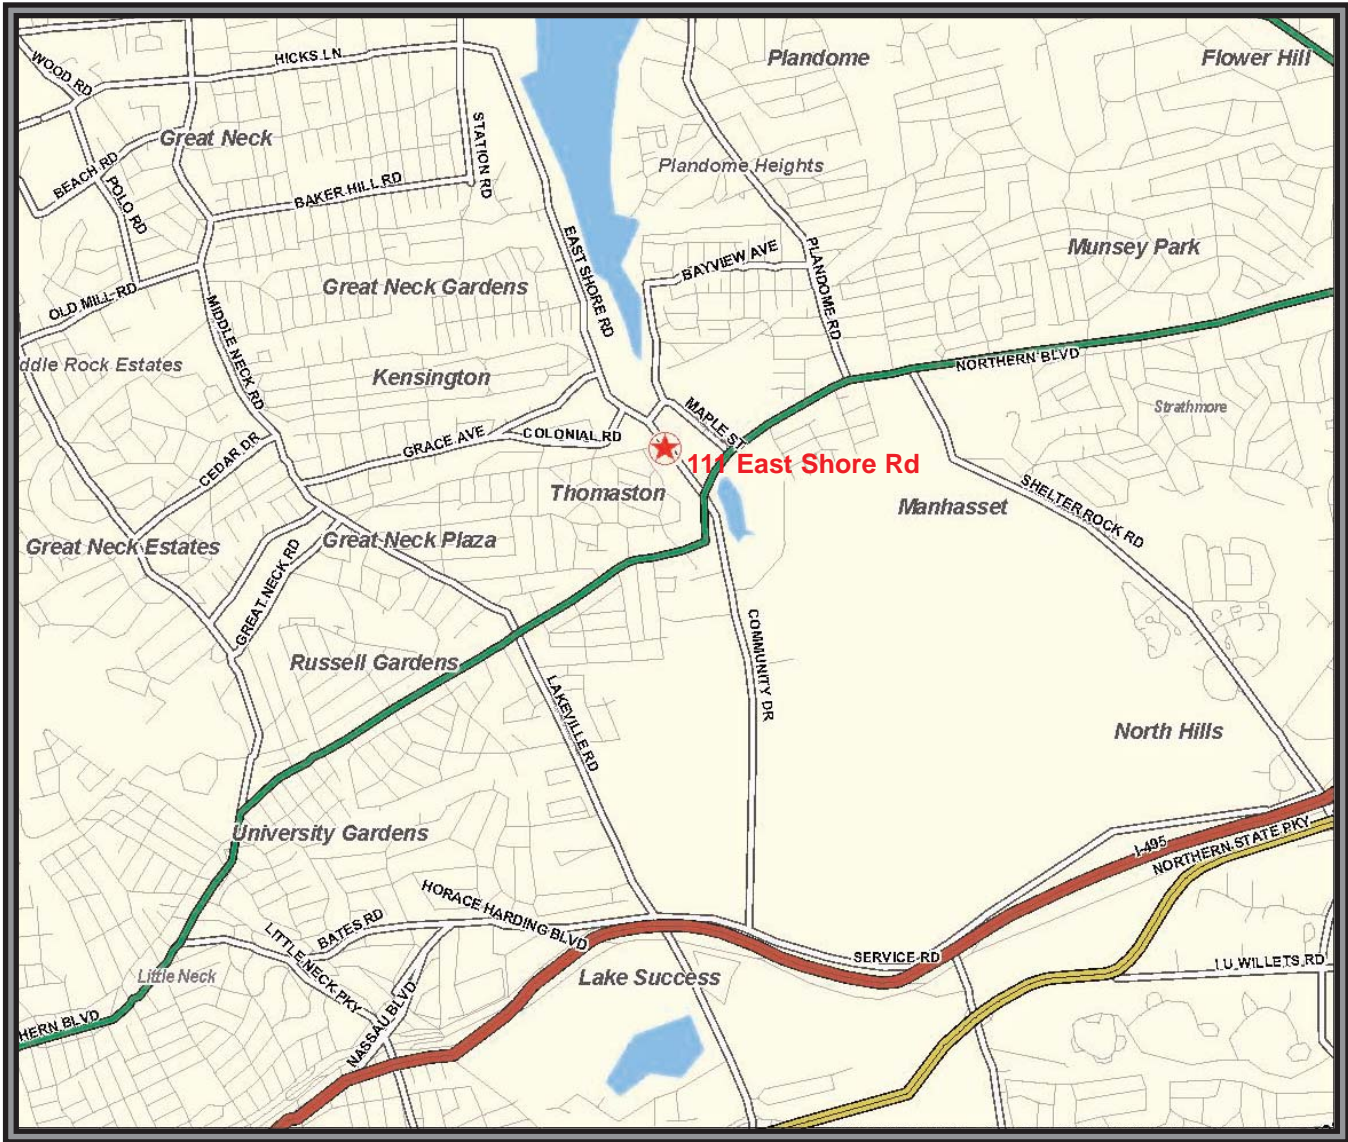 Plandome
Flower Hill
HICKS LN
WOOD RD
Great Neck
STATION RD
BEACH RD
POLO RD
BAKER HILL RD
Plandome Heights
EAST SHORE RD
BAYVIEW AVE
PLANDOME RD
Munsey Park
Great Neck Gardens
OLD MILL RD
MIDDLE NECK RD
ddle Rock Estates
Kensington
NORTHERN BLVD
MAPLE ST
Strathmore
CEDAR DR
GRACE AVE
COLONIAL RD
111 East Shore Rd
Thomaston
Manhasset
SHELTER ROCK RD
Great Neck Estates
GREAT NECK RD
Great Neck Plaza
COMMUNITY DR
Russell Gardens
LAKEVILLE RD
North Hills
University Gardens
I-495
NORTHERN STATE PKY
HORACE HARDING BLVD
BATES RD
LITTLE NECK PKY
SERVICE RD
I U WILLETS RD
Little Neck
Lake Success
HERN BLVD
NASSAU BLVD